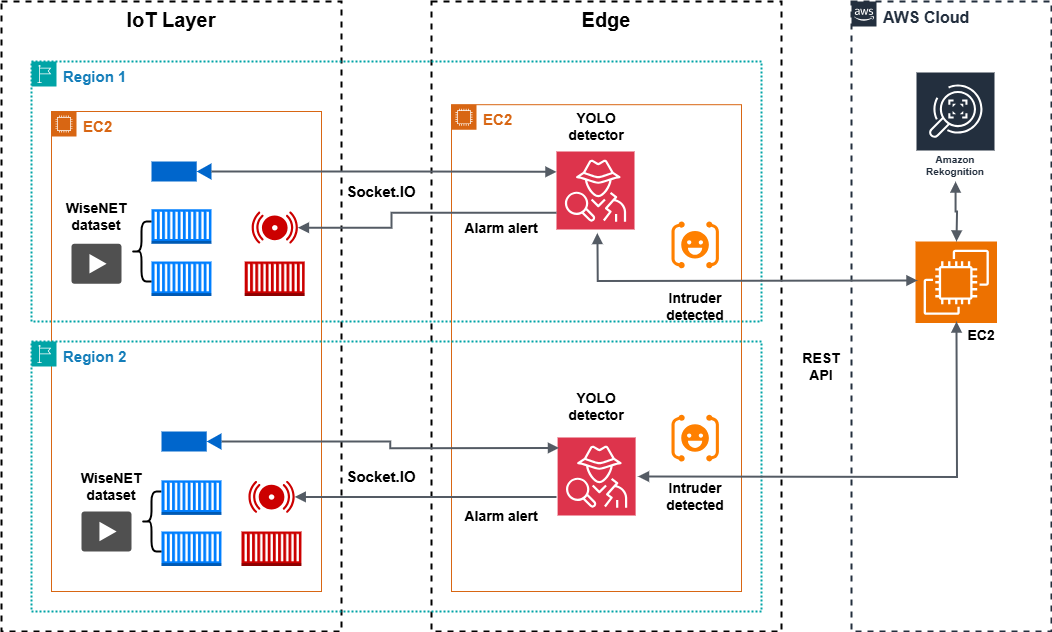 IoT Layer
Edge
aws
AWS Cloud
Region 1
EC2
EC2
YOLO
detector
Socket.IO
WiseNET
dataset
Alarm alert
Intruder
detected
Amazon
Rekognition
EC2
REST
API
Region 2
YOLO
detector
Socket.IO
WiseNET
dataset
Alarm alert
Intruder
detected